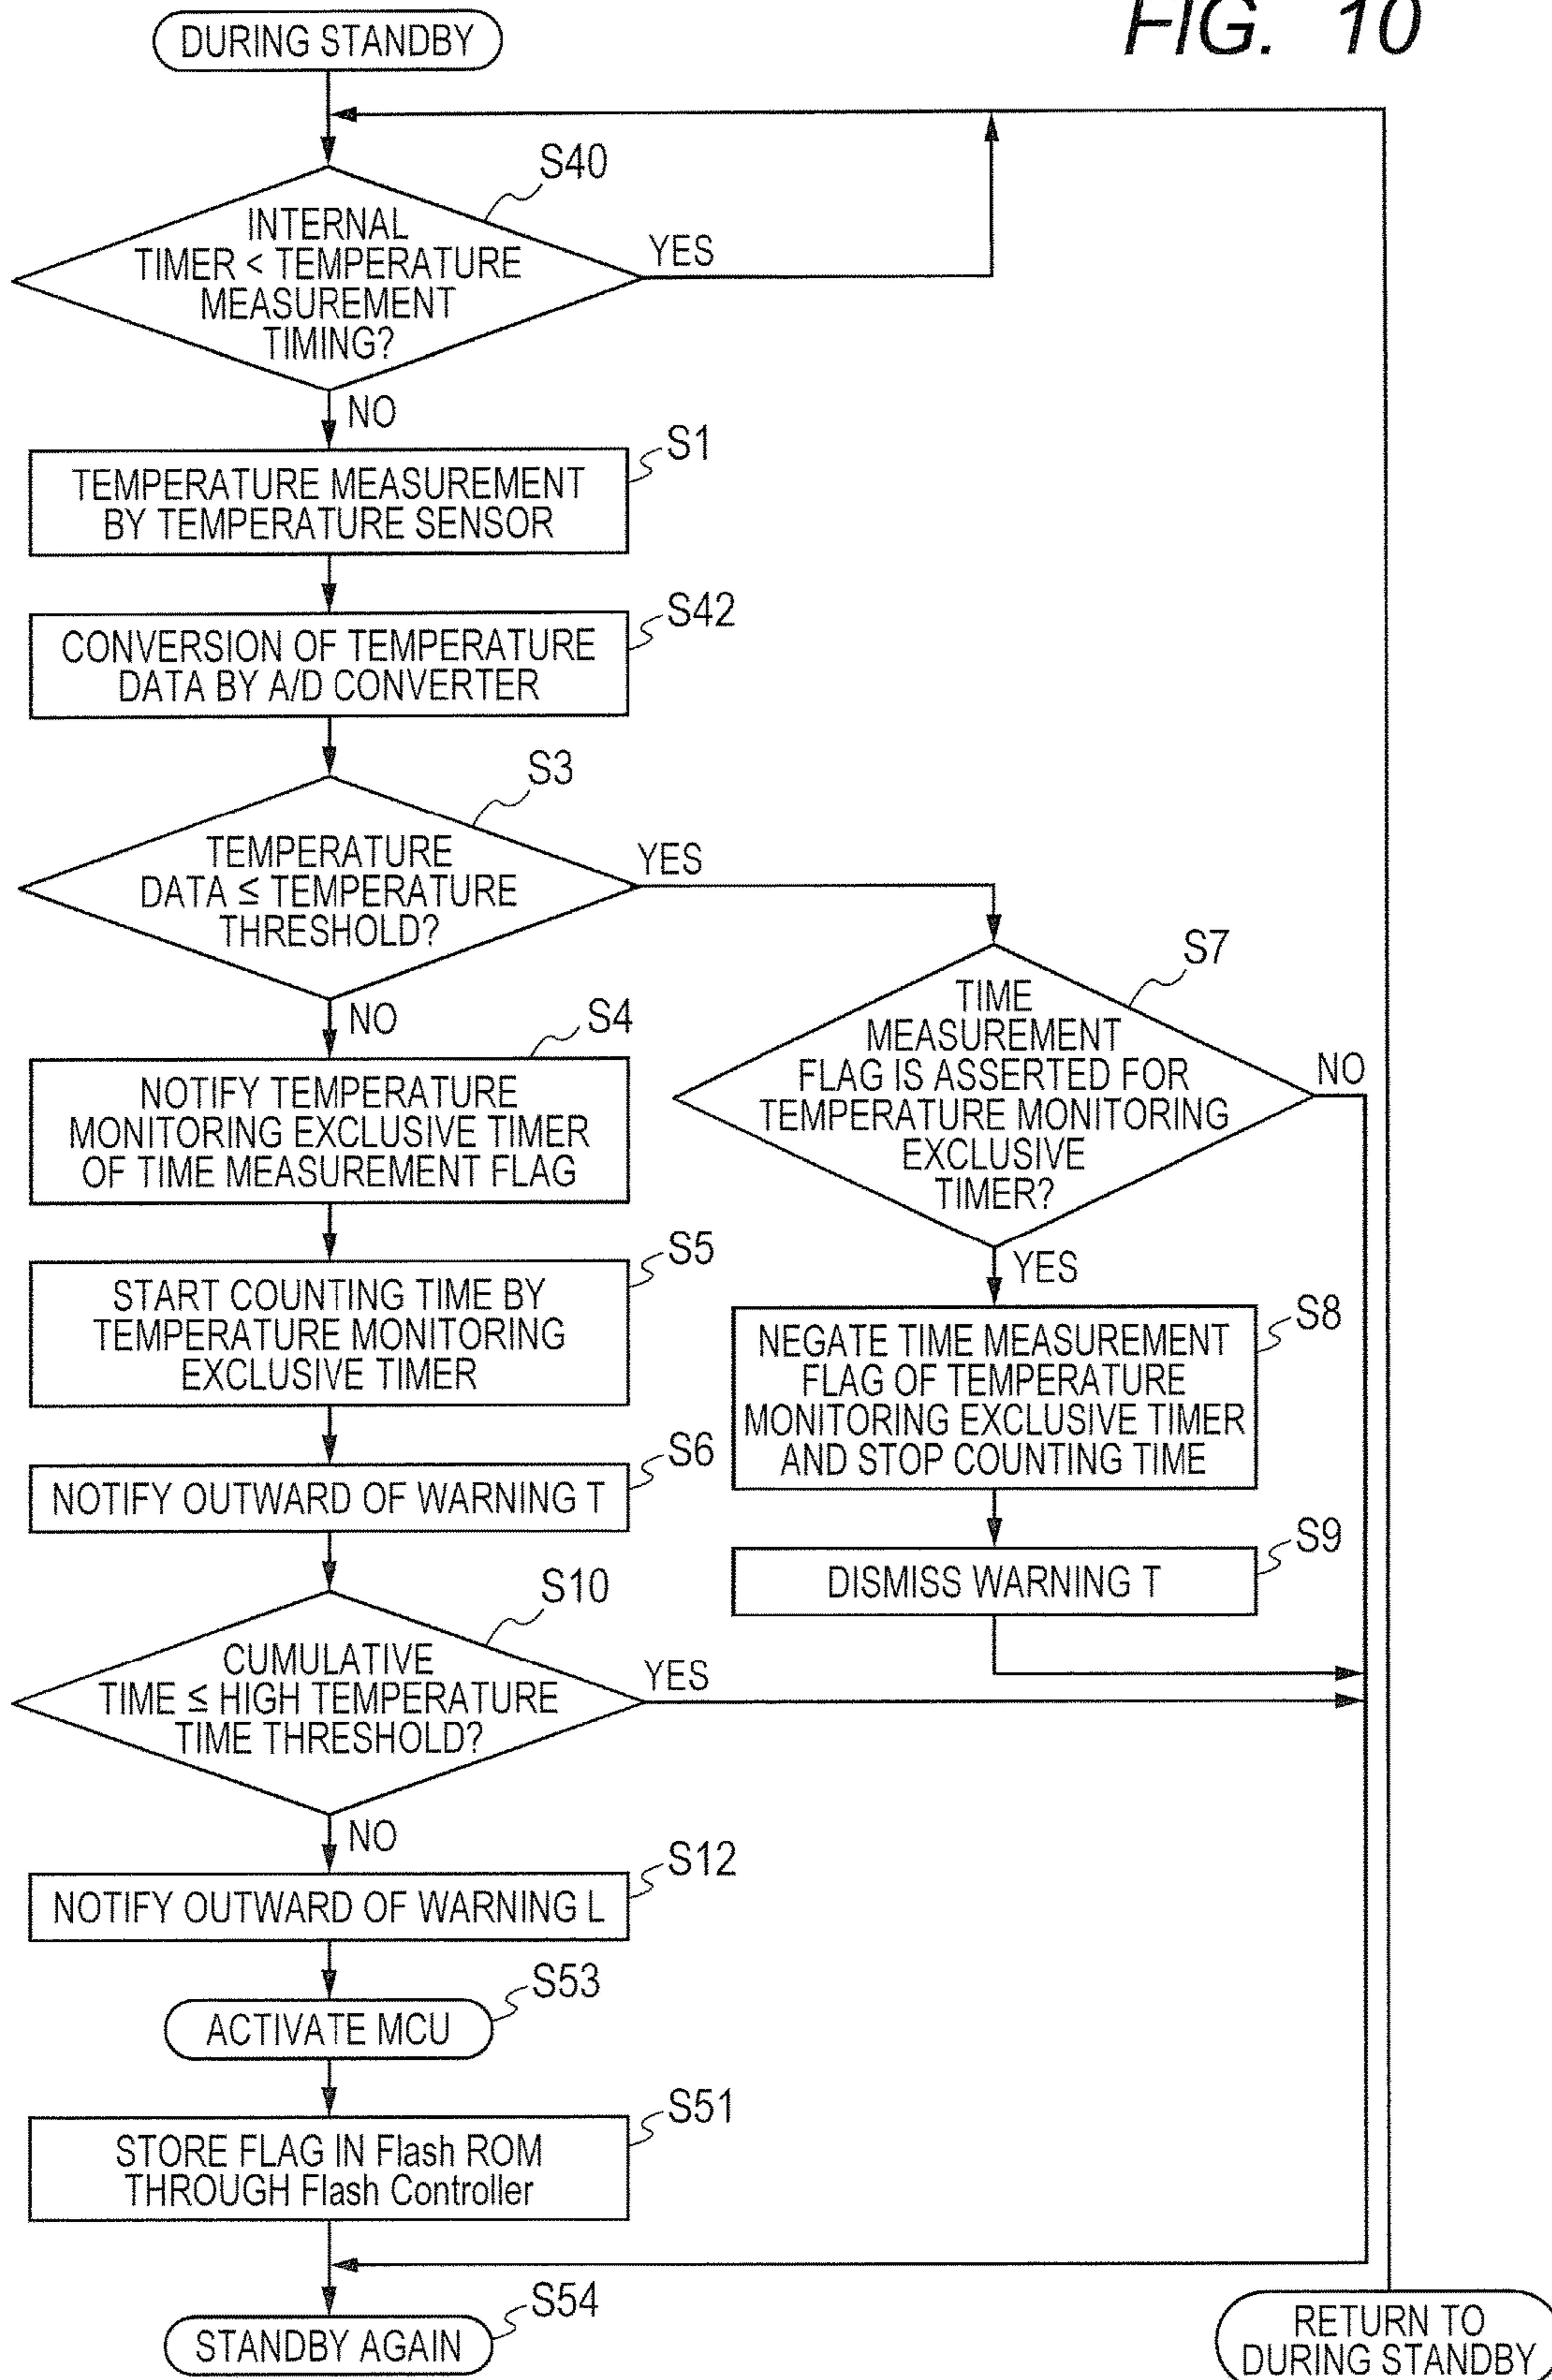 FIG. 10
DURING STANDBY
S40
INTERNAL
TIMER < TEMPERATURE
MEASUREMENT
TIMING?
YES
NO
S1
TEMPERATURE MEASUREMENT
BY TEMPERATURE SENSOR
S42
CONVERSION OF TEMPERATURE
DATA BY A/D CONVERTER
S3
TEMPERATURE
DATA ≤ TEMPERATURE
THRESHOLD?
YES
NO
S4
NOTIFY TEMPERATURE
MONITORING EXCLUSIVE TIMER
OF TIME MEASUREMENT FLAG
S5
START COUNTING TIME BY
TEMPERATURE MONITORING
EXCLUSIVE TIMER
S6
NOTIFY OUTWARD OF WARNING T
S7
TIME
MEASUREMENT
FLAG IS ASSERTED FOR
TEMPERATURE MONITORING
EXCLUSIVE
TIMER?
NO
YES
S8
NEGATE TIME MEASUREMENT
FLAG OF TEMPERATURE
MONITORING EXCLUSIVE TIMER
AND STOP COUNTING TIME
S9
DISMISS WARNING T
S10
CUMULATIVE
TIME ≤ HIGH TEMPERATURE
TIME THRESHOLD?
YES
NO
S12
NOTIFY OUTWARD OF WARNING L
S53
ACTIVATE MCU
S51
STORE FLAG IN Flash ROM
THROUGH Flash Controller
S54
STANDBY AGAIN
RETURN TO
DURING STANDBY